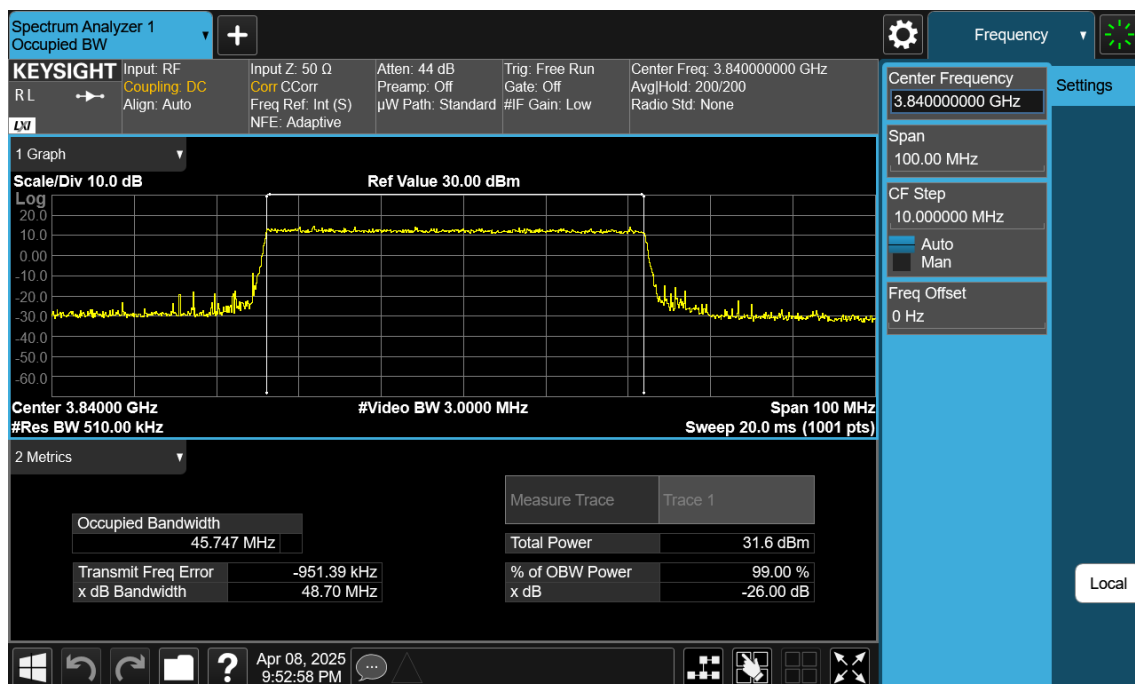 Spectrum Analyzer 1
Occupied BW
Frequency
KEYSIGHT
RL
LXI
Input: RF
Coupling: DC
Align: Auto
Input Z: 50 Ω
Corr CCorr
Freq Ref: Int (S)
NFE: Adaptive
Atten: 44 dB
Preamp: Off
µW Path: Standard
Trig: Free Run
Gate: Off
#IF Gain: Low
Center Freq: 3.840000000 GHz
Avg|Hold: 200/200
Radio Std: None
Center Frequency
3.840000000 GHz
Settings
Span
100.00 MHz
CF Step
10.000000 MHz
Auto
Man
Freq Offset
0 Hz
Local
1 Graph
Scale/Div 10.0 dB
Ref Value 30.00 dBm
Log
20.0
10.0
0.00
-10.0
-20.0
-30.0
-40.0
-50.0
-60.0
Center 3.84000 GHz
#Video BW 3.0000 MHz
Span 100 MHz
#Res BW 510.00 kHz
Sweep 20.0 ms (1001 pts)
2 Metrics
Measure Trace
Trace 1
Occupied Bandwidth
45.747 MHz
Total Power
31.6 dBm
Transmit Freq Error
-951.39 kHz
% of OBW Power
99.00 %
x dB Bandwidth
48.70 MHz
x dB
-26.00 dB
?
Apr 08, 2025
9:52:58 PM